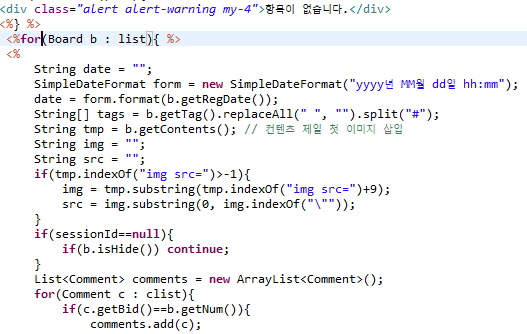 <div class="alert alert-warning my-4">항목이 없습니다.</div>
<%} %>
<%for(Board b : list){ %>
<%
String date = "";
SimpleDateFormat form = new SimpleDateFormat("yyyy년 MM월 dd일 hh:mm");
date = form.format(b.getRegDate());
String[] tags = b.getTag().replaceAll(" ", "").split("#");
String tmp = b.getContents(); // 컨텐츠 제일 첫 이미지 삽입
String img = "";
String src = "";
if(tmp.indexOf("img src=")>-1){
img = tmp.substring(tmp.indexOf("img src=")+9);
src = img.substring(0, img.indexOf("\""));
}
if(sessionId==null){
if(b.isHide()) continue;
}
List<Comment> comments = new ArrayList<Comment>();
for(Comment c : clist){
if(c.getBid()==b.getNum()){
comments.add(c);